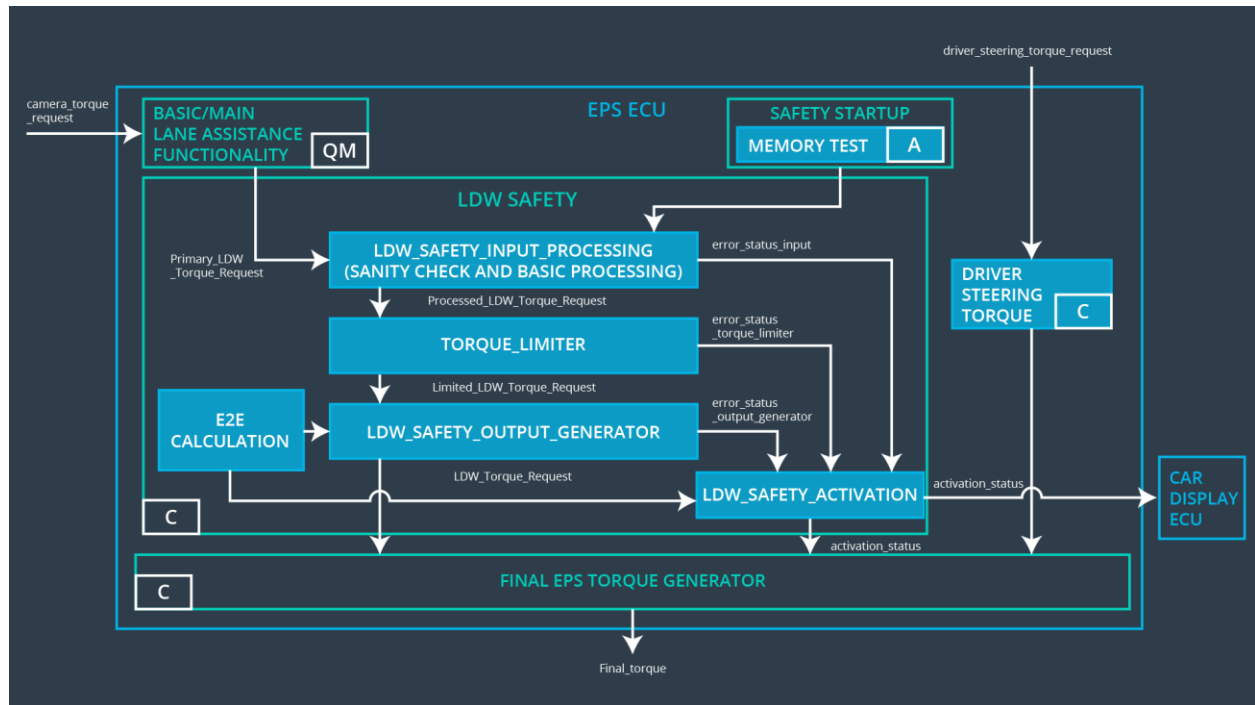 driver_steering_torque_request
camera_torque
_request
EPS ECU
BASIC/MAIN
LANE ASSISTANCE
FUNCTIONALITY
QM
SAFETY STARTUP
MEMORY TEST
A
LDW SAFETY
Primary_LDW
_Torque_Request
LDW_SAFETY_INPUT_PROCESSING
(SANITY CHECK AND BASIC PROCESSING)
error_status_input
DRIVER
STEERING
TORQUE
C
Processed_LDW_Torque_Request
TORQUE_LIMITER
error_status
_torque_limiter
Limited_LDW_Torque_Request
E2E
CALCULATION
LDW_SAFETY_OUTPUT_GENERATOR
error_status
_output_generator
LDW_Torque_Request
LDW_SAFETY_ACTIVATION
activation_status
CAR
DISPLAY
ECU
C
activation_status
FINAL EPS TORQUE GENERATOR
C
Final_torque